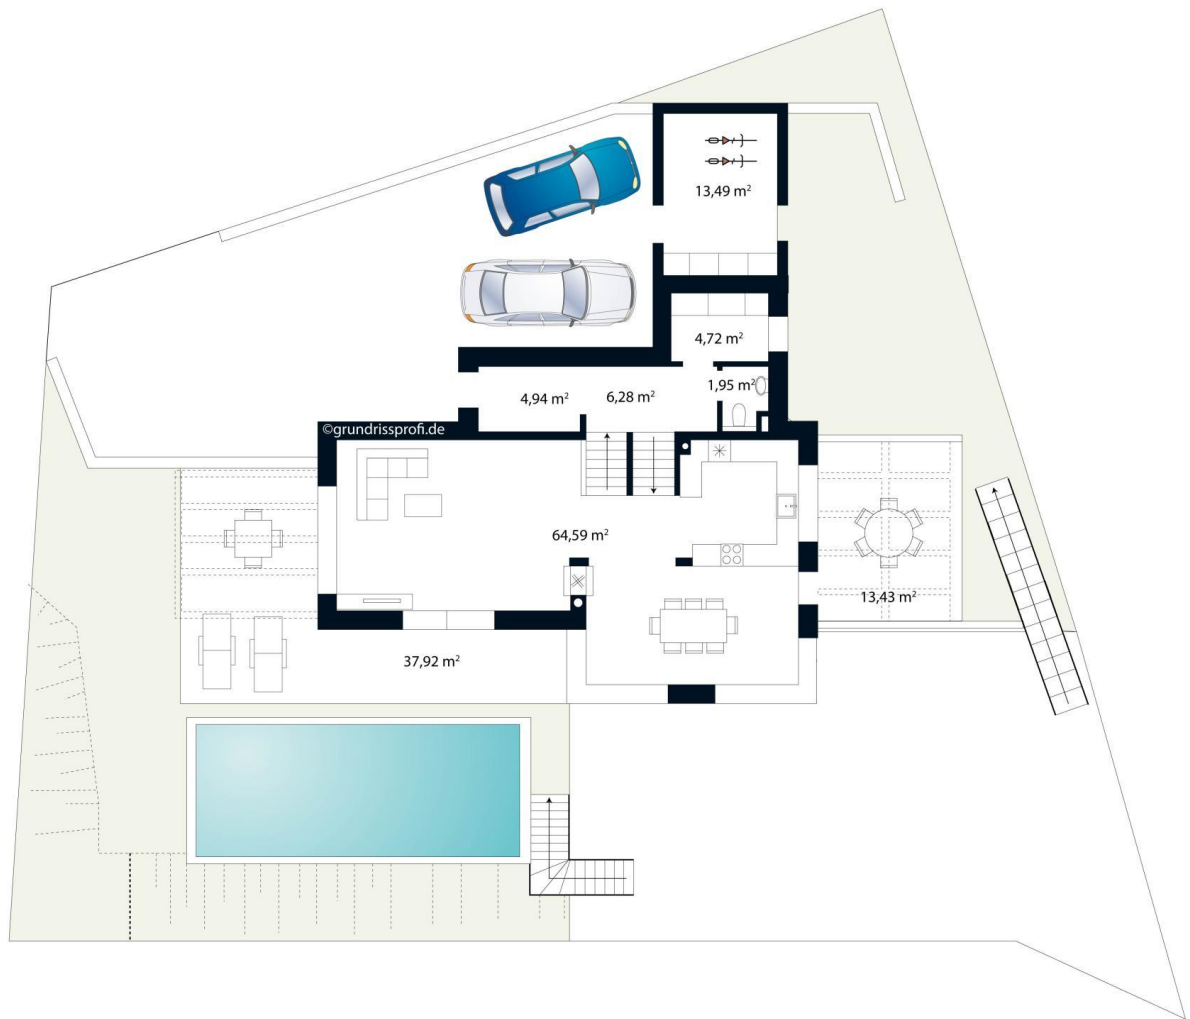 13,49 m²
4,72 m²
1,95 m²
4,94 m²
6,28 m²
©grundrissprofi.de
64,59 m²
13,43 m²
37,92 m²